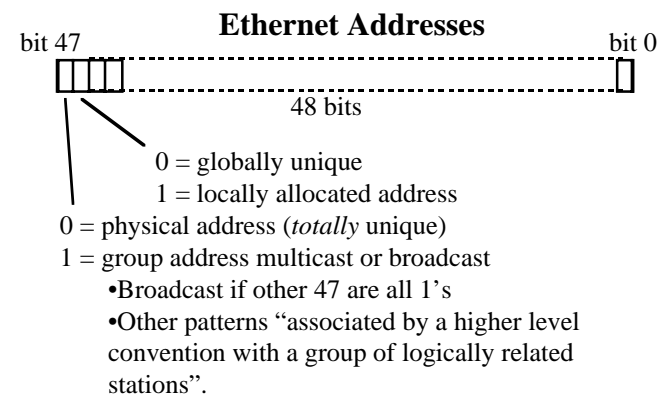 Ethernet Addresses
bit 47
bit 0
48 bits
0 = globally unique
1 = locally allocated address
0 = physical address (totally unique)
1 = group address multicast or broadcast
•Broadcast if other 47 are all 1's
•Other patterns “associated by a higher level
convention with a group of logically related
stations”.